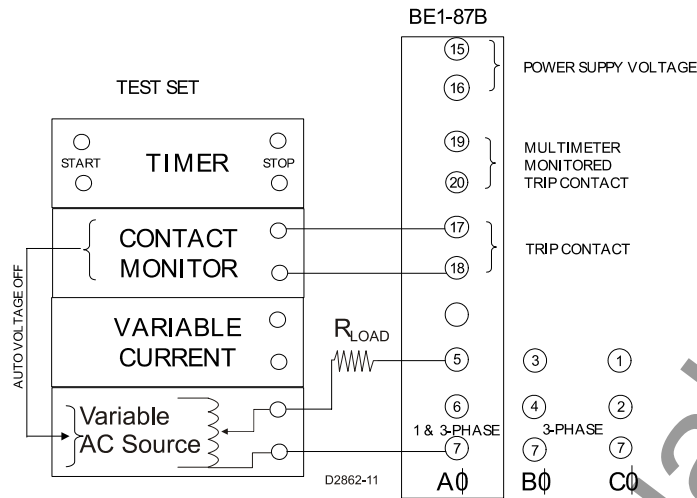 BE1-87B
15
POWER SUPPLY VOLTAGE
16
TEST SET
START
TIMER
STOP
19
MULTIMETER
MONITORED
TRIP CONTACT
20
CONTACT
MONITOR
17
TRIP CONTACT
18
AUTO VOLTAGE OFF
VARIABLE
CURRENT
RLOAD
5
3
1
6
4
2
Variable
AC Source
1 & 3-PHASE
3-PHASE
7
7
7
D2862-11
Aϕ
Bϕ
Cϕ